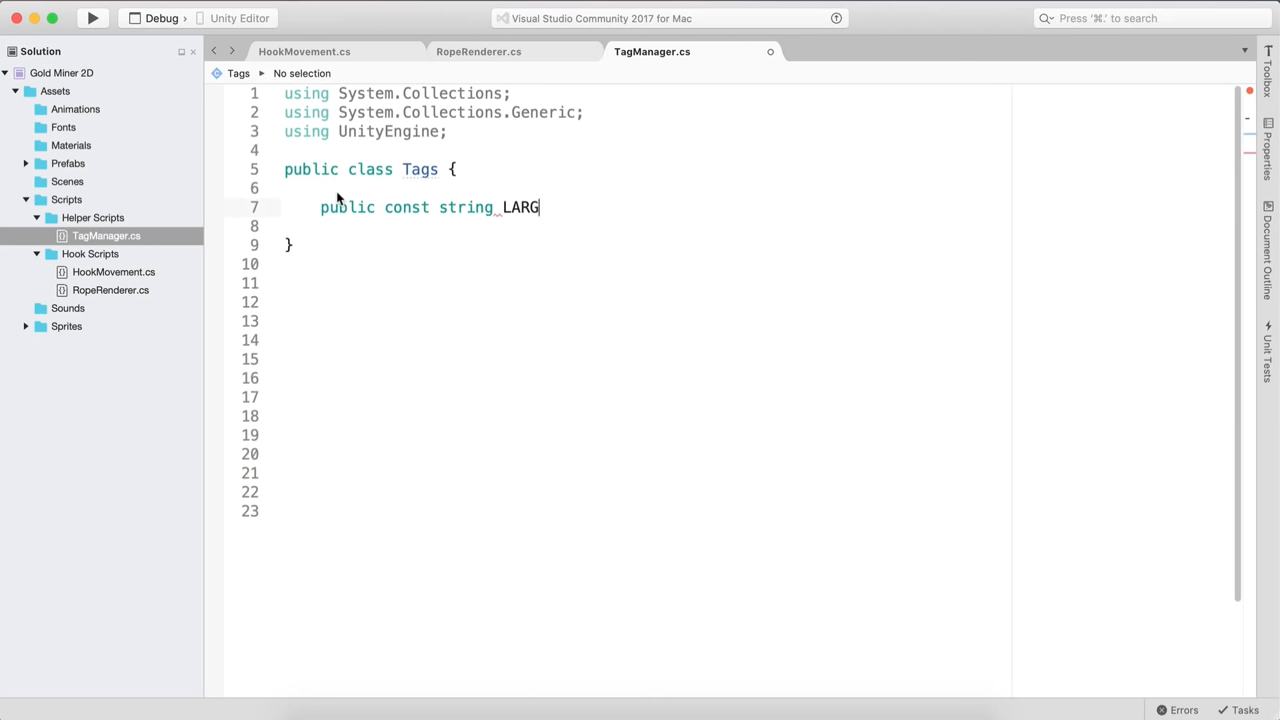 Debug
Unity Editor
Visual Studio Community 2017 for Mac
Press '⌘.' to search
Solution
HookMovement.cs
RopeRenderer.cs
TagManager.cs
Tags
No selection
Gold Miner 2D
Assets
Animations
Fonts
Materials
Prefabs
Scenes
Scripts
Helper Scripts
TagManager.cs
Hook Scripts
HookMovement.cs
RopeRenderer.cs
Sounds
Sprites
1 using System.Collections;
2 using System.Collections.Generic;
3 using UnityEngine;
4
5 public class Tags {
6
7 public const string LARG
8
9 }
10
11
12
13
14
15
16
17
18
19
20
21
22
23
Toolbox
Properties
Document Outline
Unit Tests
Errors
Tasks